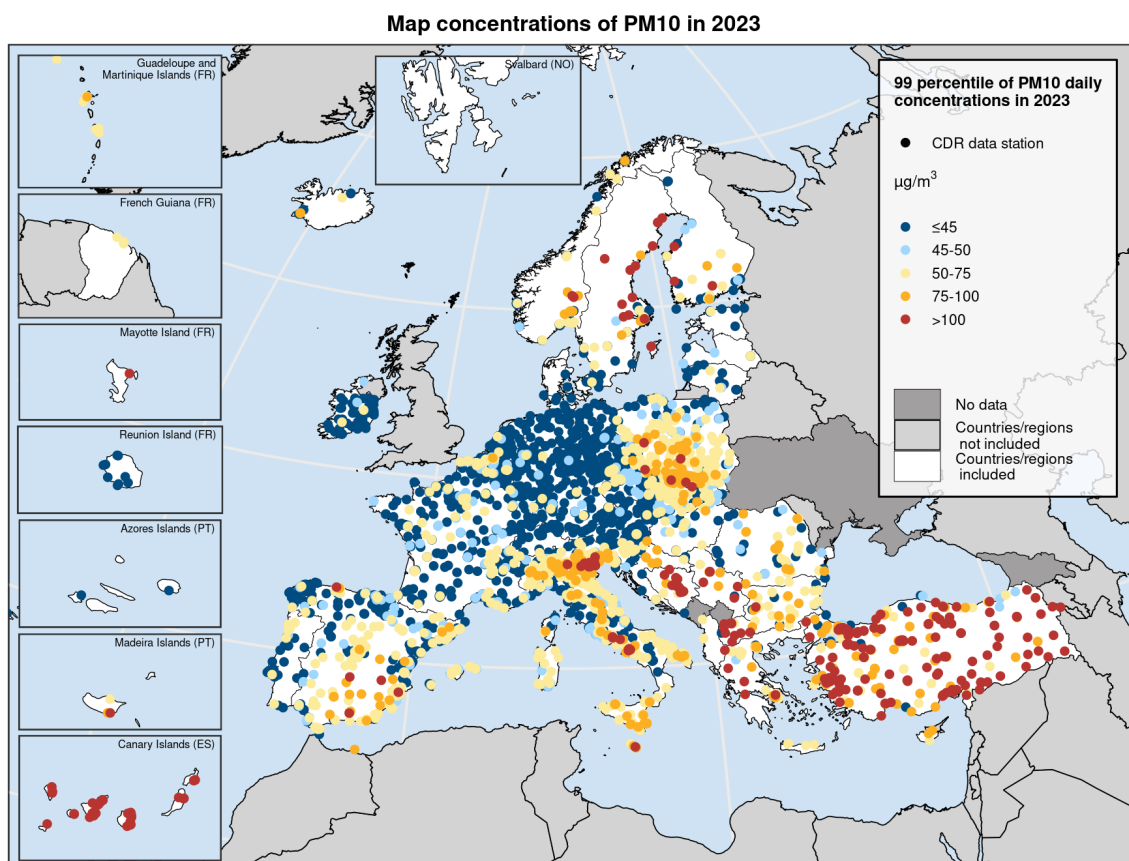 Map concentrations of PM10 in 2023
Guadeloupe and
Martinique Islands (FR)
Svalbard (NO)
French Guiana (FR)
Mayotte Island (FR)
Reunion Island (FR)
Azores Islands (PT)
Madeira Islands (PT)
Canary Islands (ES)
99 percentile of PM10 daily
concentrations in 2023
CDR data station
µg/m³
≤45
45-50
50-75
75-100
>100
No data
Countries/regions
not included
Countries/regions
included